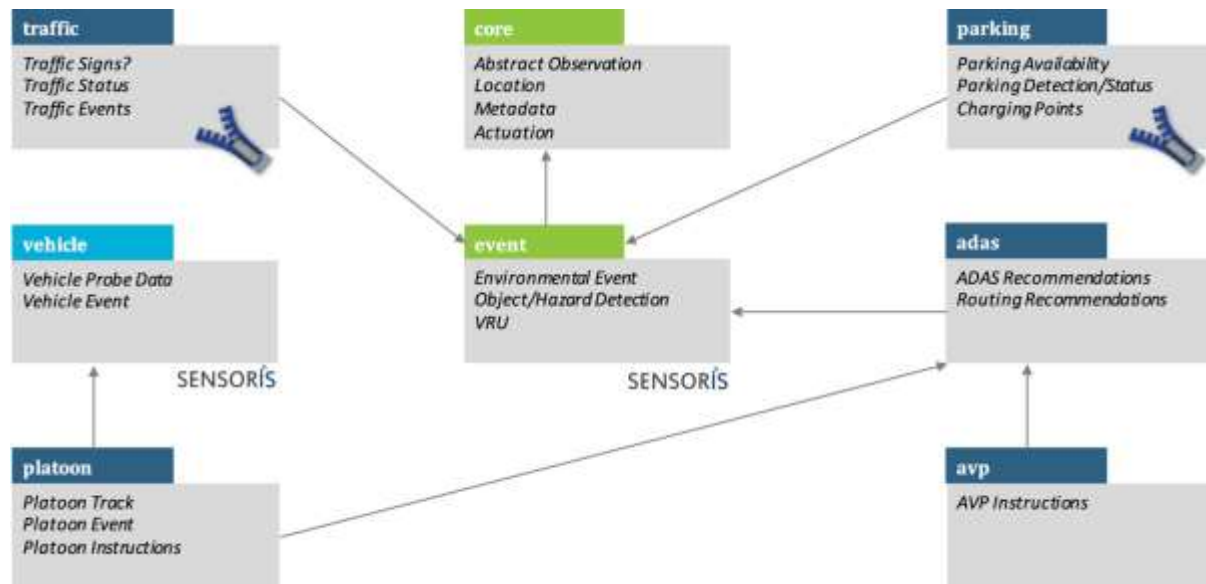 traffic
Traffic Signs?
Traffic Status
Traffic Events
core
Abstract Observation
Location
Metadata
Actuation
parking
Parking Availability
Parking Detection/Status
Charging Points
vehicle
Vehicle Probe Data
Vehicle Event
SENSORÍS
event
Environmental Event
Object/Hazard Detection
VRU
SENSORÍS
adas
ADAS Recommendations
Routing Recommendations
platoon
Platoon Track
Platoon Event
Platoon Instructions
avp
AVP Instructions